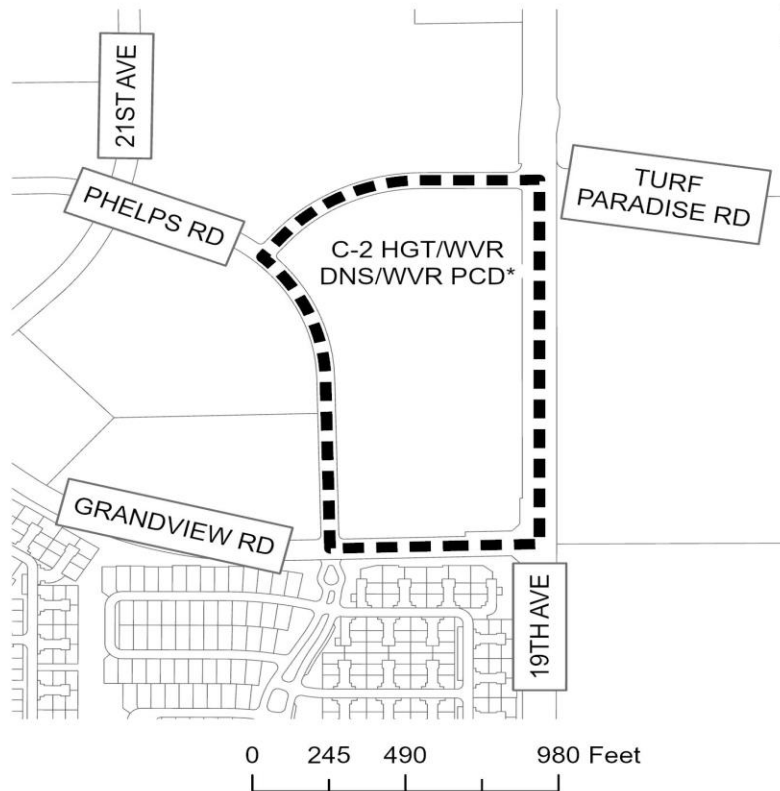 21ST AVE
PHELPS RD
TURF
PARADISE RD
C-2 HGT/WVR
DNS/WVR PCD*
GRANDVIEW RD
19TH AVE
0 245 490 980 Feet